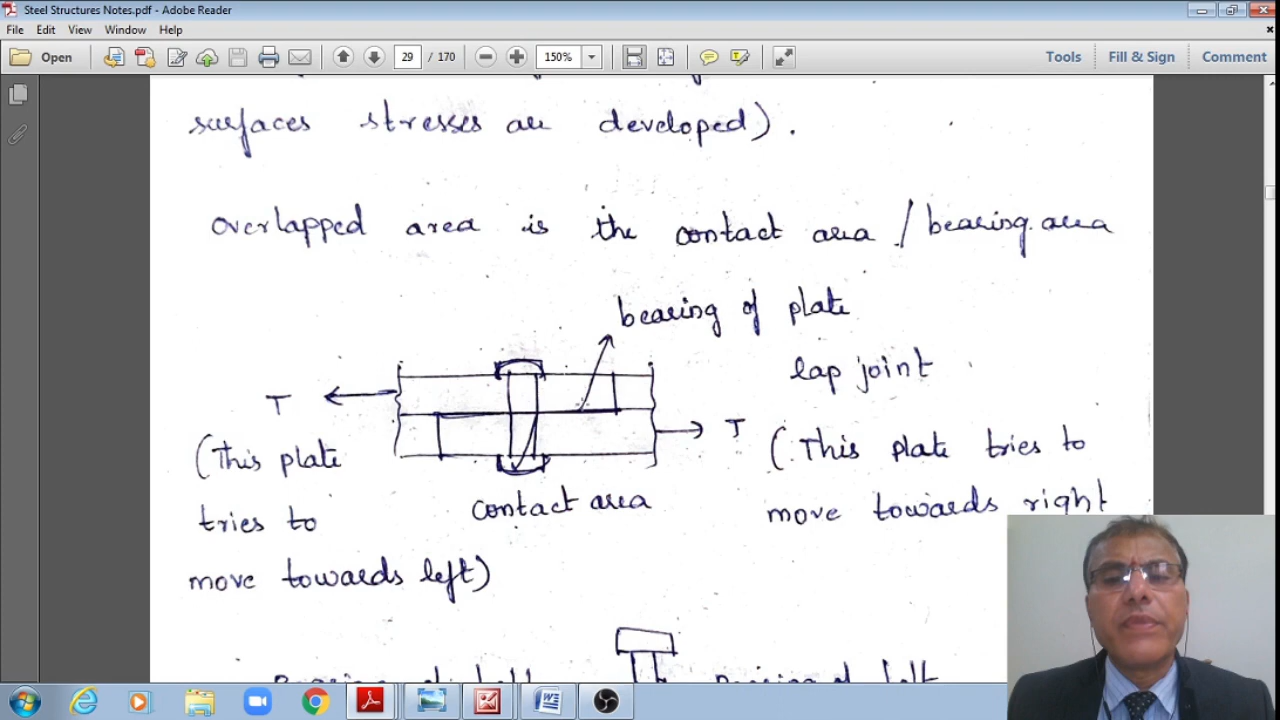 Steel Structures Notes.pdf - Adobe Reader
File Edit View Window Help
Open 29 / 170 150% Tools Fill & Sign Comment
surfaces stresses are developed).
overlapped area is the contact area / bearing area
bearing of plate
lap joint
T
T
(This plate
tries to
move towards left)
contact area
(This plate tries to
move towards right